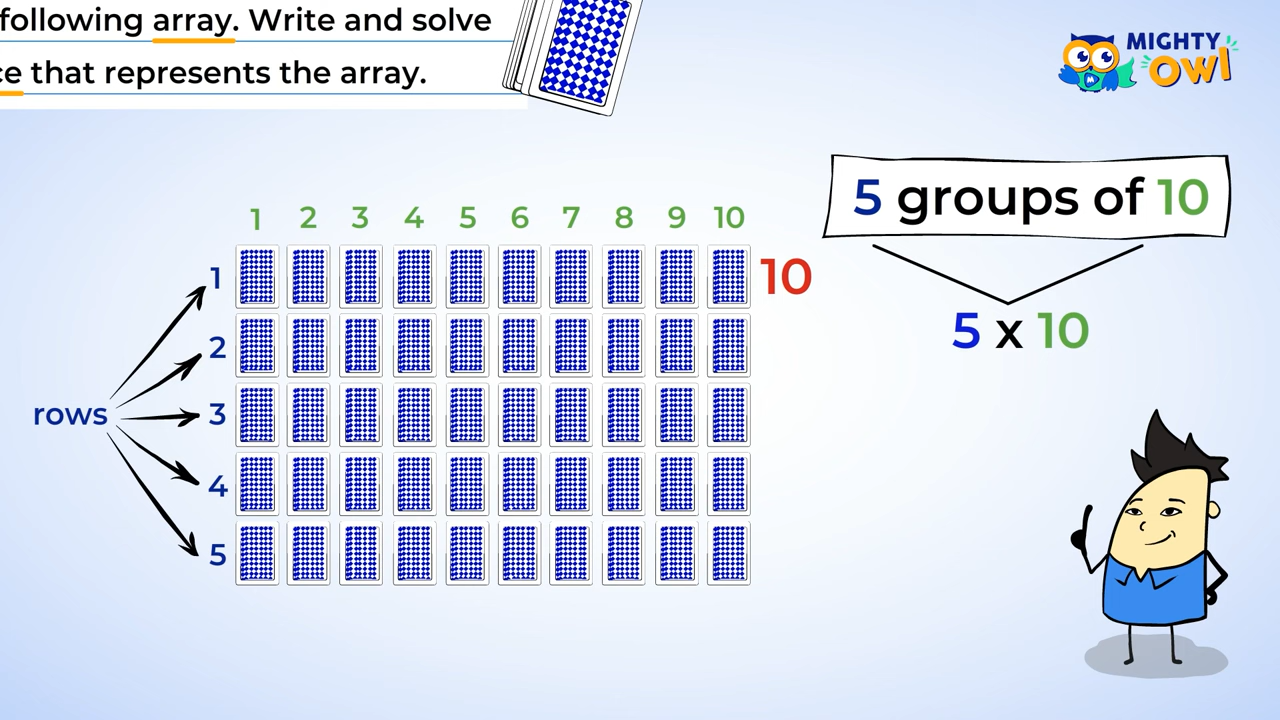 following array. Write and solve
that represents the array.
MIGHTY
OWL
M
5 groups of 10
5 x 10
1 2 3 4 5 6 7 8 9 10
1 10
2
rows 3
4
5